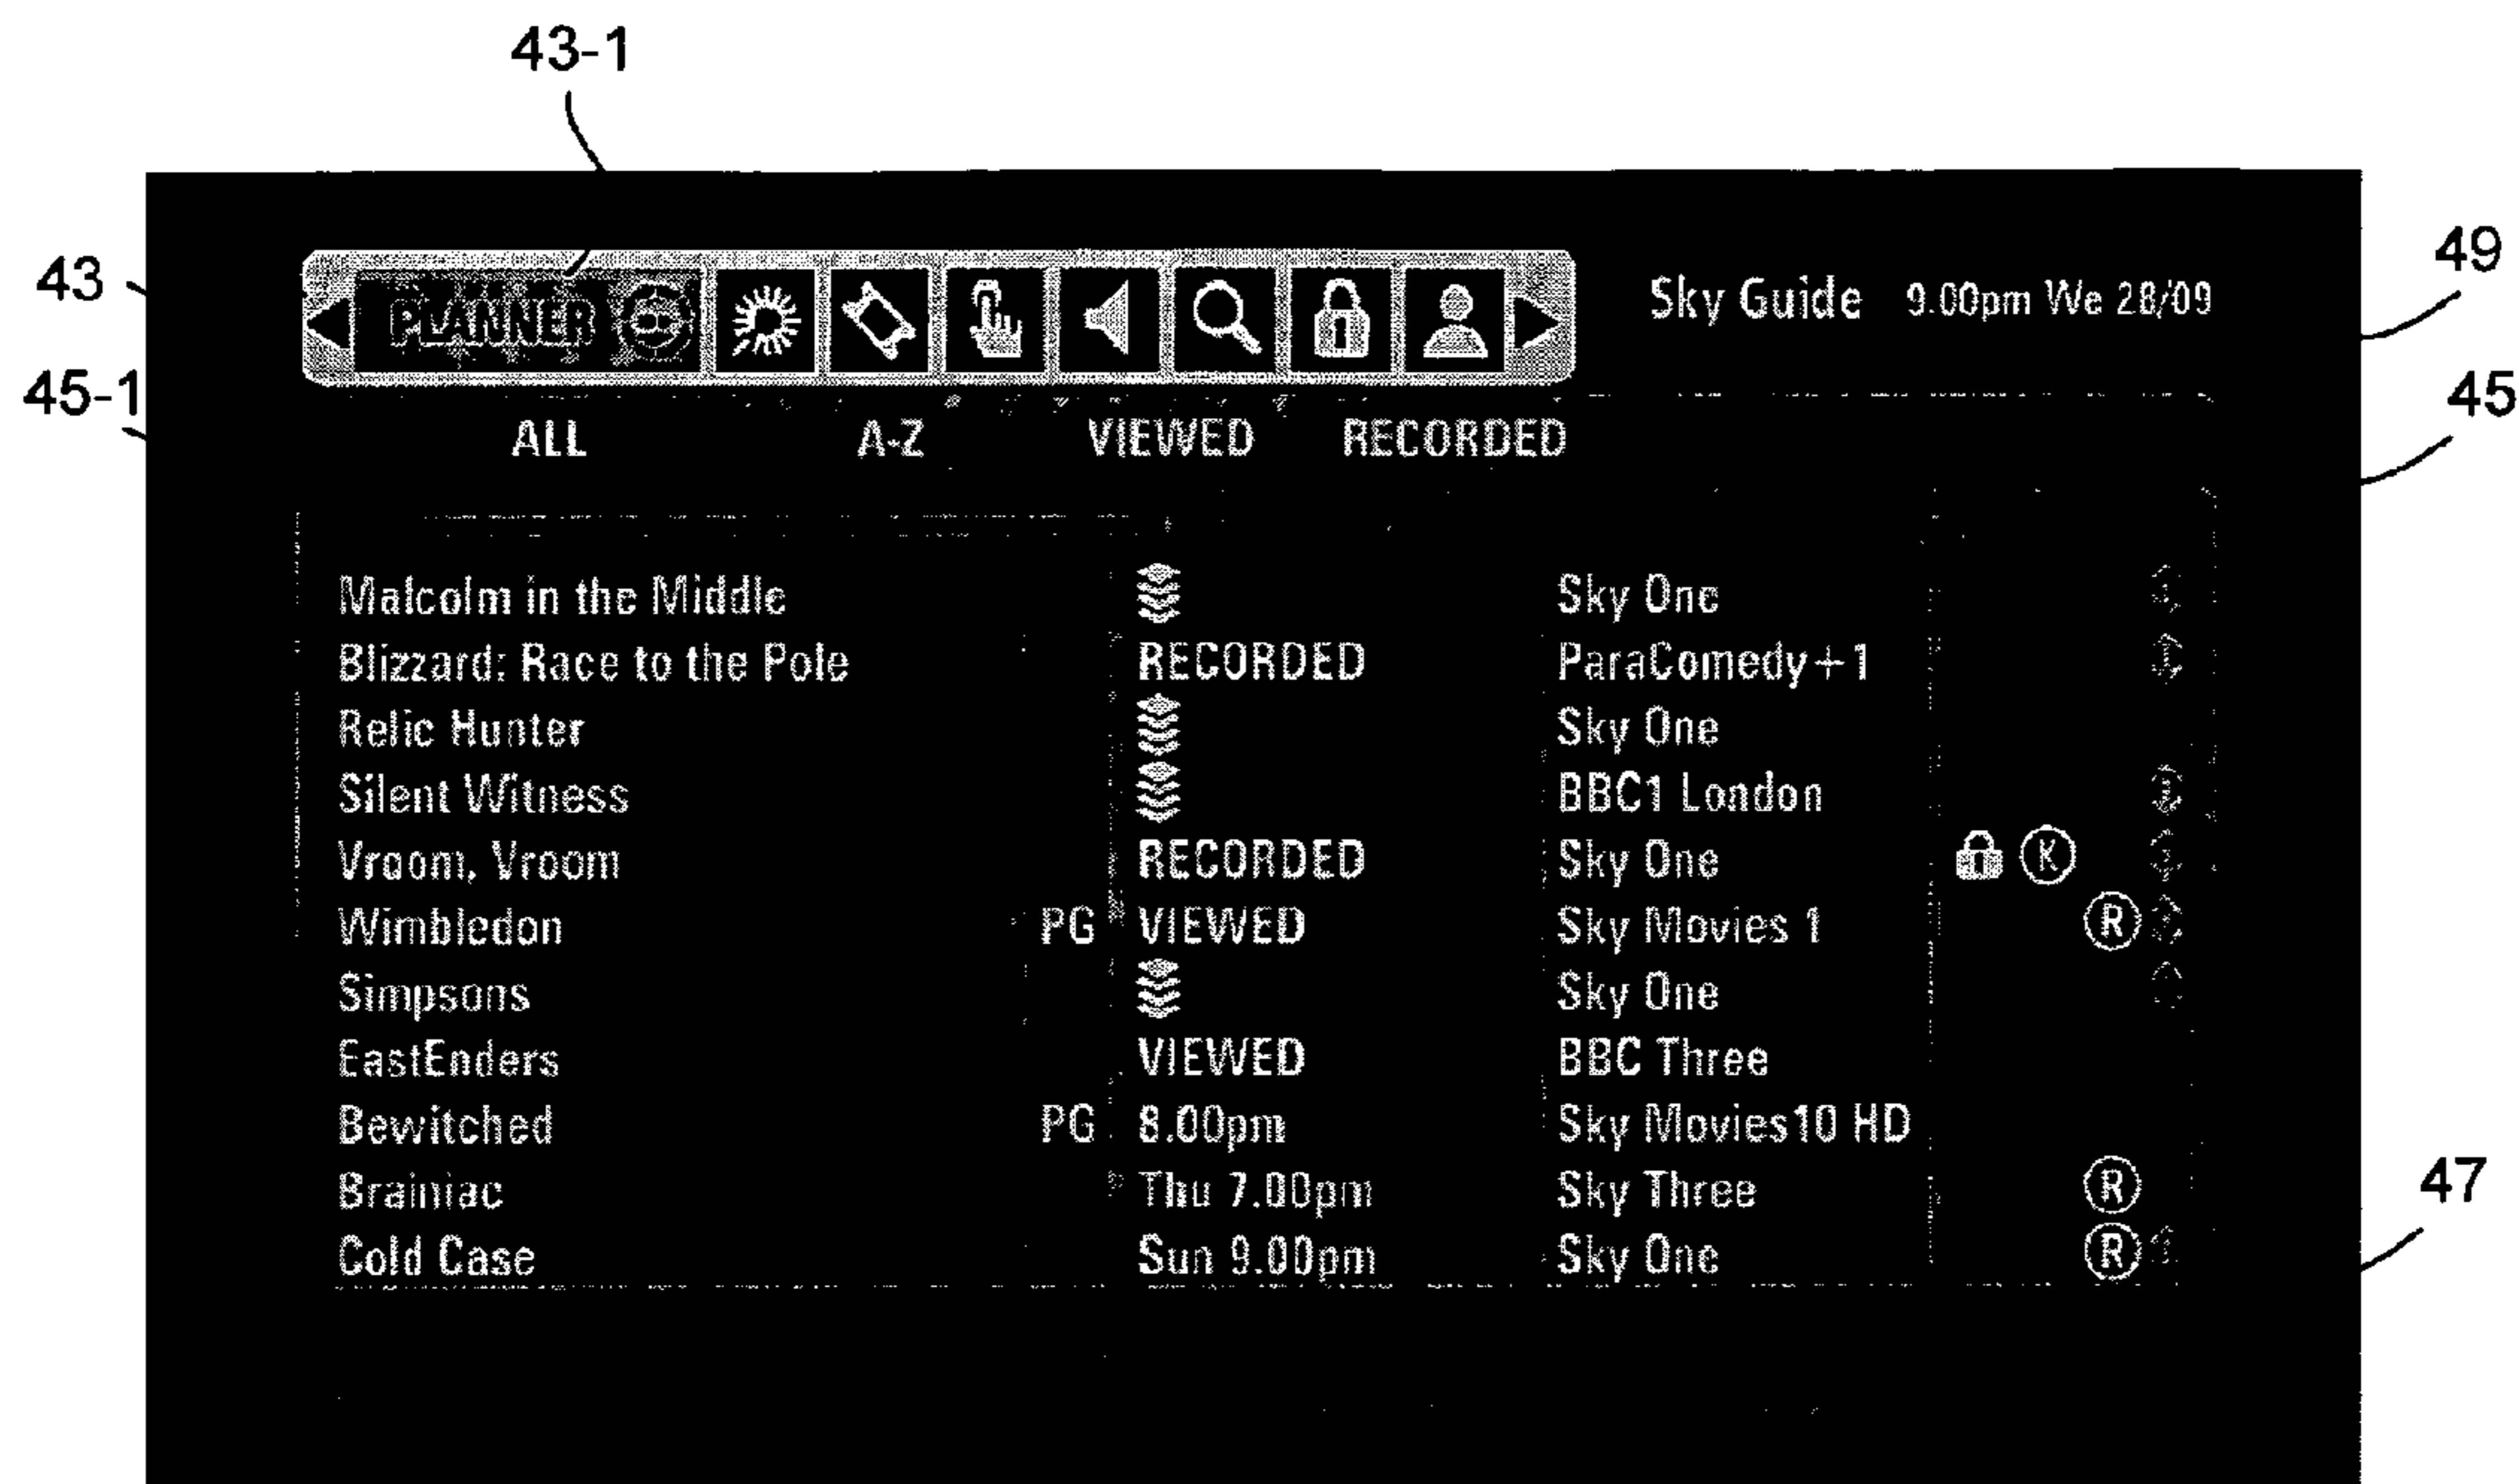 43-1
43
49
PLANNER
Sky Guide 9.00pm We 28/09
45-1
45
ALL A-Z VIEWED RECORDED
Malcolm in the Middle Sky One
Blizzard: Race to the Pole RECORDED ParaComedy+1
Relic Hunter Sky One
Silent Witness BBC1 London
Vroom, Vroom RECORDED Sky One K
Wimbledon PG VIEWED Sky Movies 1 R
Simpsons Sky One
EastEnders VIEWED BBC Three
Bewitched PG 8.00pm Sky Movies10 HD
Brainiac Thu 7.00pm Sky Three R
47
Cold Case Sun 9.00pm Sky One R